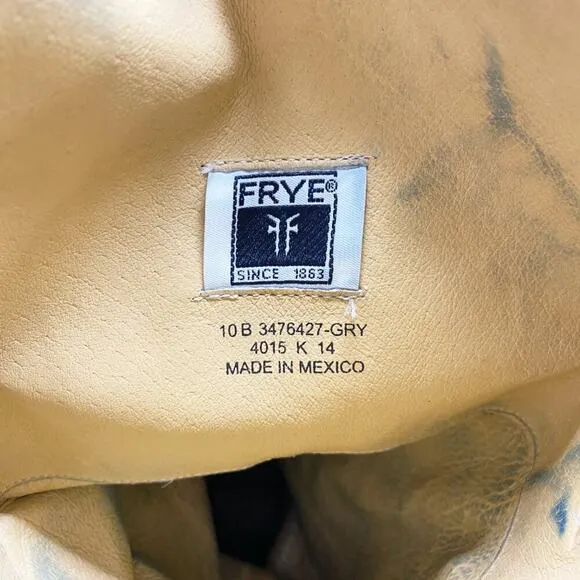 FRYE®
SINCE 1863
10 B 3476427-GRY
4015 K 14
MADE IN MEXICO